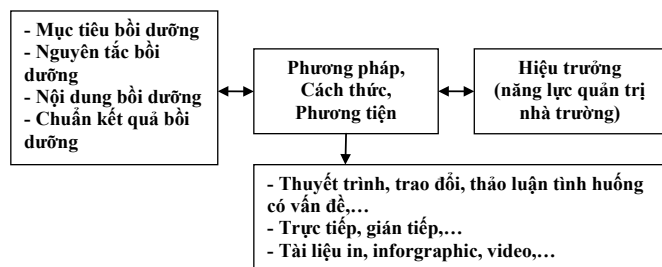 - Mục tiêu bồi dưỡng
- Nguyên tắc bồi
dưỡng
- Nội dung bồi dưỡng
- Chuẩn kết quả bồi
dưỡng
Phương pháp,
Cách thức,
Phương tiện
Hiệu trưởng
(năng lực quản trị
nhà trường)
- Thuyết trình, trao đổi, thảo luận tình huống
có vấn đề,…
- Trực tiếp, gián tiếp,…
- Tài liệu in, inforgraphic, video,…